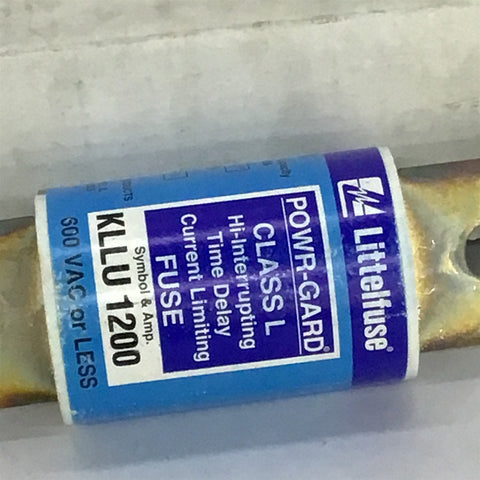 Littelfuse®
POWR-GARD®
CLASS L
Hi-Interrupting
Time Delay
Current Limiting
FUSE
Symbol & Amp.
KLLU 1200
600 VAC or LESS